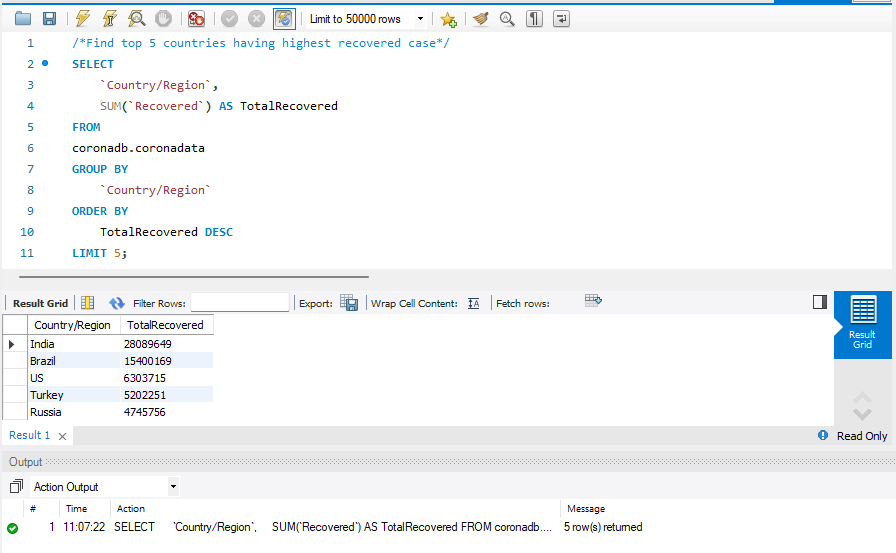 Limit to 50000 rows
1 /*Find top 5 countries having highest recovered case*/
2 SELECT
3 `Country/Region`,
4 SUM(`Recovered`) AS TotalRecovered
5 FROM
6 coronadb.coronadata
7 GROUP BY
8 `Country/Region`
9 ORDER BY
10 TotalRecovered DESC
11 LIMIT 5;
Result Grid Filter Rows: Export: Wrap Cell Content: Fetch rows:
Result Grid
Country/Region TotalRecovered
India 28089649
Brazil 15400169
US 6303715
Turkey 5202251
Russia 4745756
Result 1 Read Only
Output
Action Output
# Time Action Message
1 11:07:22 SELECT `Country/Region`, SUM(`Recovered`) AS TotalRecovered FROM coronadb.... 5 row(s) returned